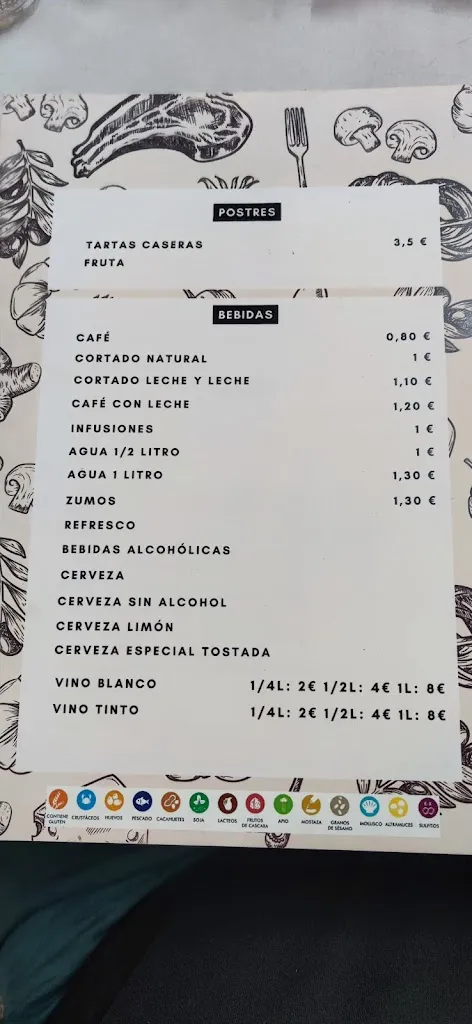 POSTRES
TARTAS CASERAS 3,5 €
FRUTA
BEBIDAS
CAFÉ 0,80 €
CORTADO NATURAL 1 €
CORTADO LECHE Y LECHE 1,10 €
CAFÉ CON LECHE 1,20 €
INFUSIONES 1 €
AGUA 1/2 LITRO 1 €
AGUA 1 LITRO 1,30 €
ZUMOS 1,30 €
REFRESCO
BEBIDAS ALCOHÓLICAS
CERVEZA
CERVEZA SIN ALCOHOL
CERVEZA LIMÓN
CERVEZA ESPECIAL TOSTADA
VINO BLANCO 1/4L: 2€ 1/2L: 4€ 1L: 8€
VINO TINTO 1/4L: 2€ 1/2L: 4€ 1L: 8€
CONTIENE GLUTEN CRUSTÁCEOS HUEVOS PESCADO CACAHUETES SOJA LACTEOS FRUTOS DE CASCARA APIO MOSTAZA GRANOS DE SESAMO MOLUSCO ALTRAMUCES SULFITOS